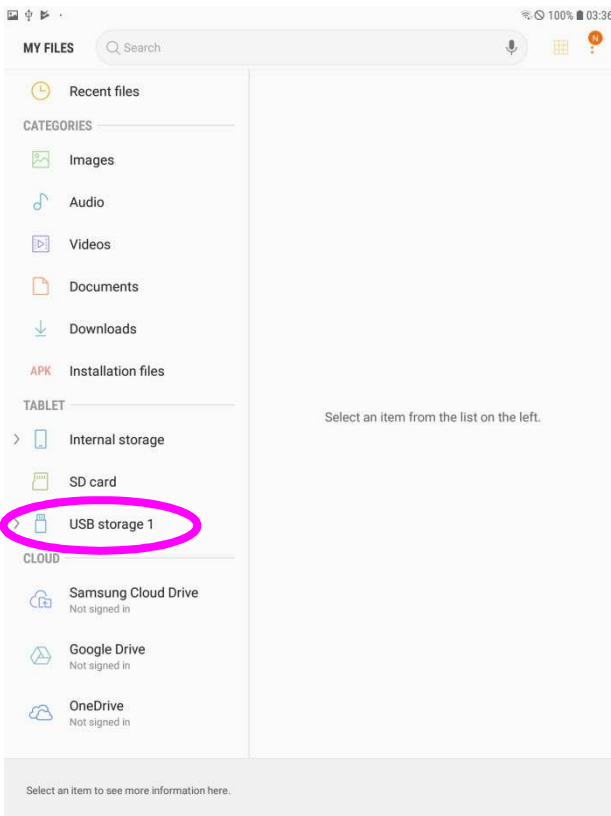 100% 03:36
MY FILES
Search
N
Recent files
CATEGORIES
Images
Audio
Videos
Documents
Downloads
APK Installation files
TABLET
Internal storage
SD card
USB storage 1
CLOUD
Samsung Cloud Drive
Not signed in
Google Drive
Not signed in
OneDrive
Not signed in
Select an item from the list on the left.
Select an item to see more information here.